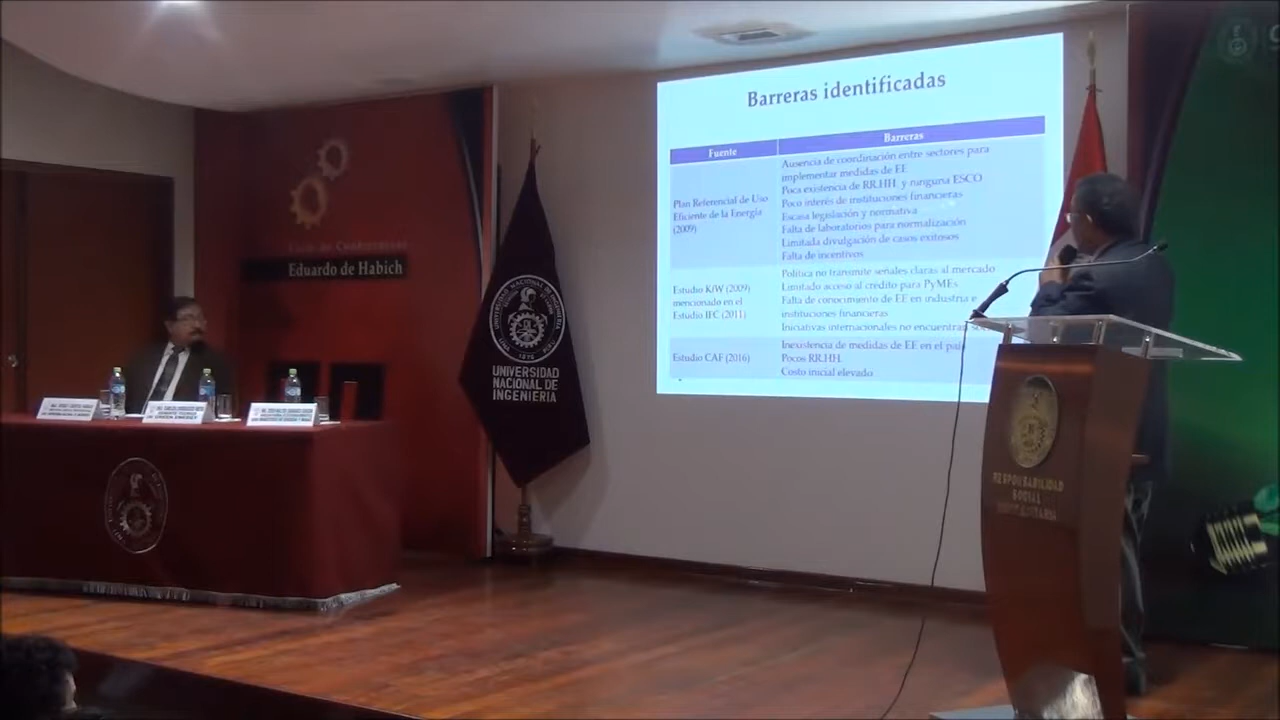 Barreras identificadas
Fuente
Barreras
Plan Referencial de Uso
Eficiente de la Energía
(2009)
Ausencia de coordinación entre sectores para
implementar medidas de EE
Poca existencia de RR.HH. y ninguna ESCO
Poco interés de instituciones financieras
Escasa legislación y normativa
Falta de laboratorios para normalización
Limitada divulgación de casos exitosos
Falta de incentivos
Estudio KfW (2009)
mencionado en el
Estudio IFC (2011)
Política no transmite señales claras al mercado
Limitado acceso al crédito para PyMEs
Falta de conocimiento de EE en industria e
instituciones financieras
Iniciativas internacionales no encuentran
Estudio CAF (2016)
Inexistencia de medidas de EE en el país
Pocos RR.HH.
Costo inicial elevado
Eduardo de Habich
UNIVERSIDAD NACIONAL DE INGENIERIA
1876
UNIVERSIDAD
NACIONAL DE
INGENIERIA
RESPONSABILIDAD
SOCIAL